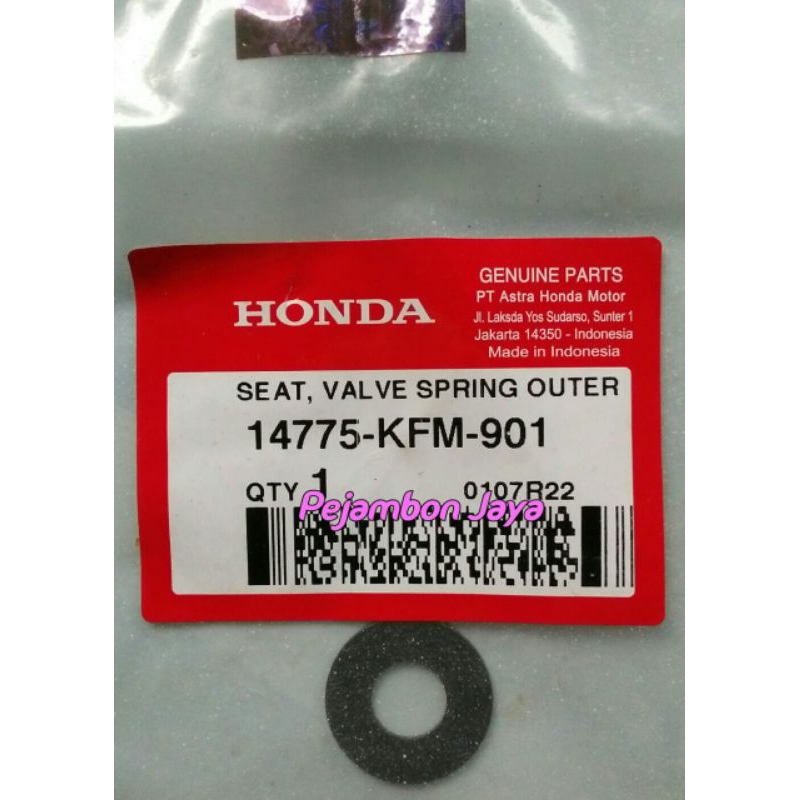 GENUINE PARTS
PT Astra Honda Motor
Jl. Laksda Yos Sudarso, Sunter 1
Jakarta 14350 - Indonesia
Made in Indonesia
HONDA
SEAT, VALVE SPRING OUTER
14775-KFM-901
QTY 1 0107R22
Pejambon Jaya